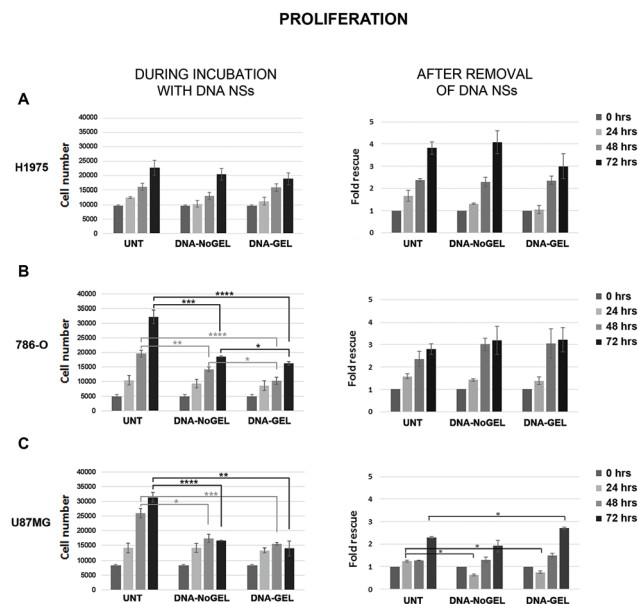 PROLIFERATION
DURING INCUBATION
WITH DNA NSs
AFTER REMOVAL
OF DNA NSs
A
H1975
Cell number
40000
35000
30000
25000
20000
15000
10000
5000
0
UNT DNA-NoGEL DNA-GEL
Fold rescue
5
4
3
2
1
0
UNT DNA-NoGEL DNA-GEL
0 hrs
24 hrs
48 hrs
72 hrs
B
786-O
Cell number
40000
35000
30000
25000
20000
15000
10000
5000
0
****
***
****
**
*
*
UNT DNA-NoGEL DNA-GEL
Fold rescue
5
4
3
2
1
0
UNT DNA-NoGEL DNA-GEL
0 hrs
24 hrs
48 hrs
72 hrs
C
U87MG
Cell number
40000
35000
30000
25000
20000
15000
10000
5000
0
**
****
***
*
UNT DNA-NoGEL DNA-GEL
Fold rescue
5
4
3
2
1
0
*
*
*
UNT DNA-NoGEL DNA-GEL
0 hrs
24 hrs
48 hrs
72 hrs